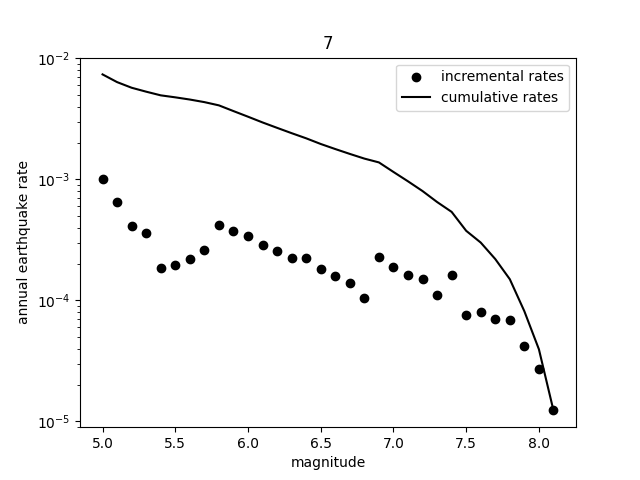 7
incremental rates
cumulative rates
annual earthquake rate
10⁻²
10⁻³
10⁻⁴
10⁻⁵
5.0 5.5 6.0 6.5 7.0 7.5 8.0
magnitude